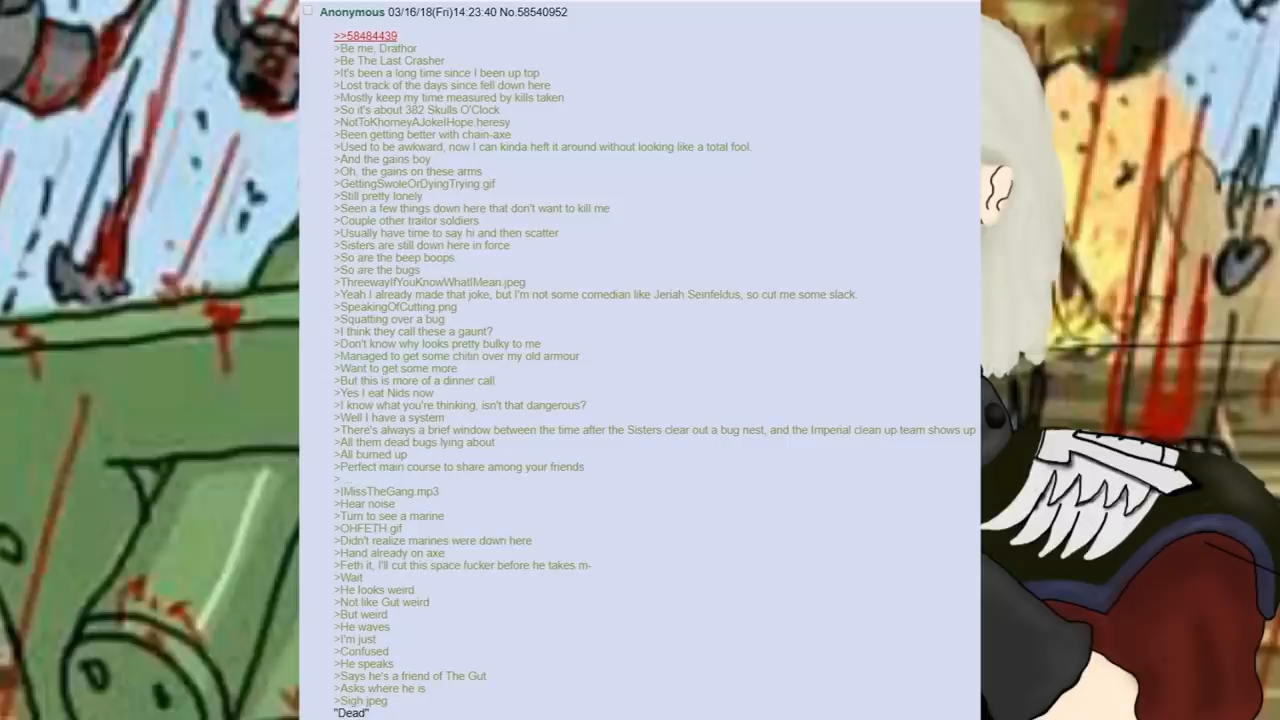 Anonymous 03/16/18(Fri)14:23:40 No.58540952
>>58484439
>Be me, Drathor
>Be The Last Crasher
>It's been a long time since I been up top
>Lost track of the days since fell down here
>Mostly keep my time measured by kills taken
>So it's about 382 Skulls O'Clock
>NotToKhorneyAJokeIHope.heresy
>Been getting better with chain-axe
>Used to be awkward, now I can kinda heft it around without looking like a total fool.
>And the gains boy
>Oh, the gains on these arms
>GettingSwoleOrDyingTrying.gif
>Still pretty lonely
>Seen a few things down here that don't want to kill me
>Couple other traitor soldiers
>Usually have time to say hi and then scatter
>Sisters are still down here in force
>So are the beep boops.
>So are the bugs
>ThreewayIfYouKnowWhatIMean.jpeg
>Yeah I already made that joke, but I'm not some comedian like Jeriah Seinfeldus, so cut me some slack.
>SpeakingOfCutting.png
>Squatting over a bug
>I think they call these a gaunt?
>Don't know why looks pretty bulky to me
>Managed to get some chitin over my old armour
>Want to get some more
>But this is more of a dinner call
>Yes I eat Nids now
>I know what you're thinking, isn't that dangerous?
>Well I have a system
>There's always a brief window between the time after the Sisters clear out a bug nest, and the Imperial clean up team shows up
>All them dead bugs lying about
>All burned up
>Perfect main course to share among your friends
>...
>IMissTheGang.mp3
>Hear noise
>Turn to see a marine
>OHFETH.gif
>Didn't realize marines were down here
>Hand already on axe
>Feth it, I'll cut this space fucker before he takes m-
>Wait
>He looks weird
>Not like Gut weird
>But weird
>He waves
>I'm just
>Confused
>He speaks
>Says he's a friend of The Gut
>Asks where he is
>Sigh.jpeg
"Dead"